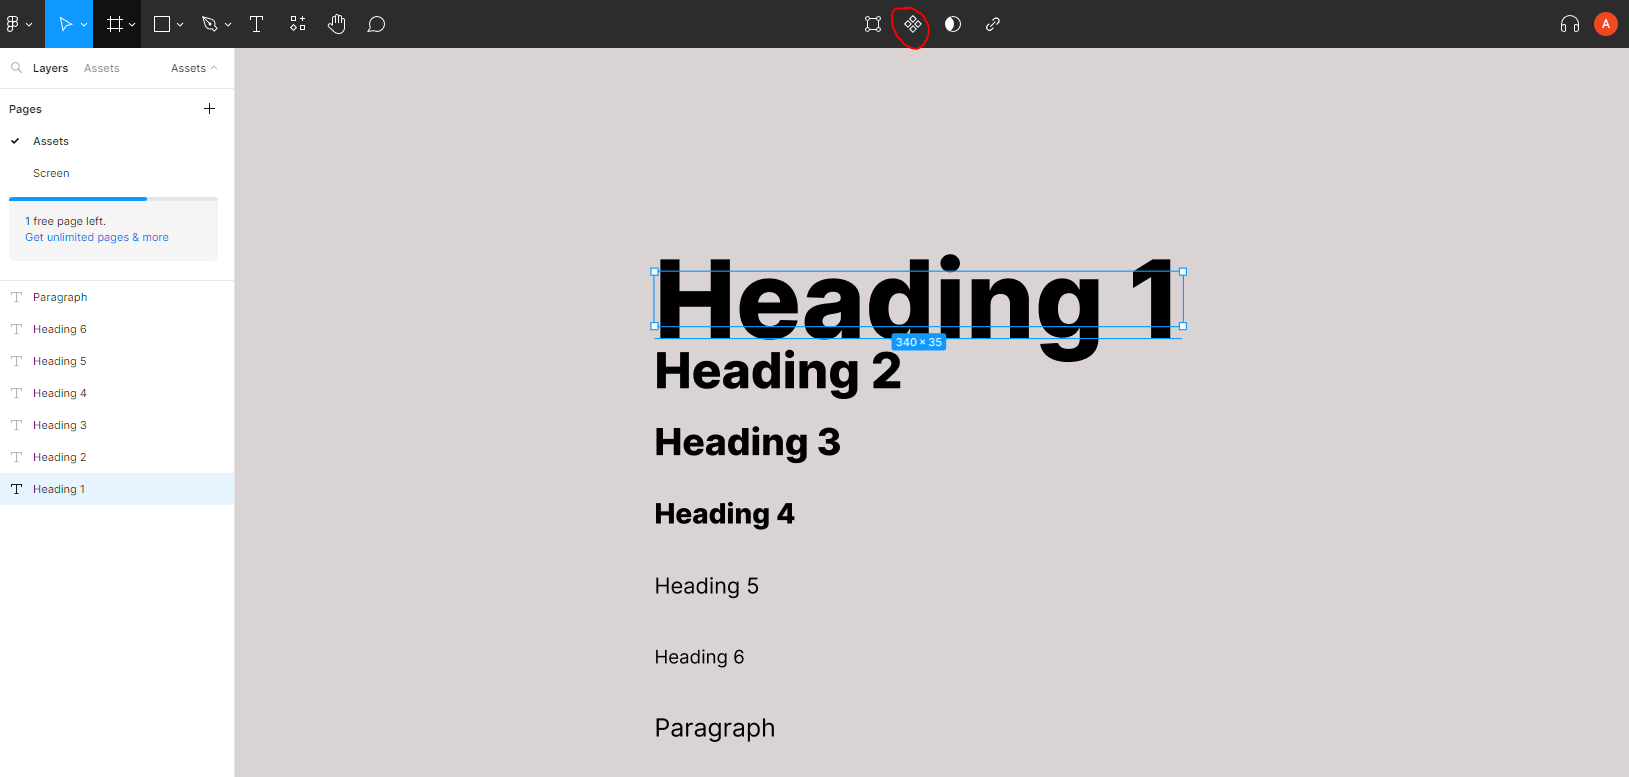 A
Layers Assets Assets
Pages
Assets
Screen
1 free page left.
Get unlimited pages & more
Paragraph
Heading 6
Heading 5
Heading 4
Heading 3
Heading 2
Heading 1
Heading 1
340 × 35
Heading 2
Heading 3
Heading 4
Heading 5
Heading 6
Paragraph